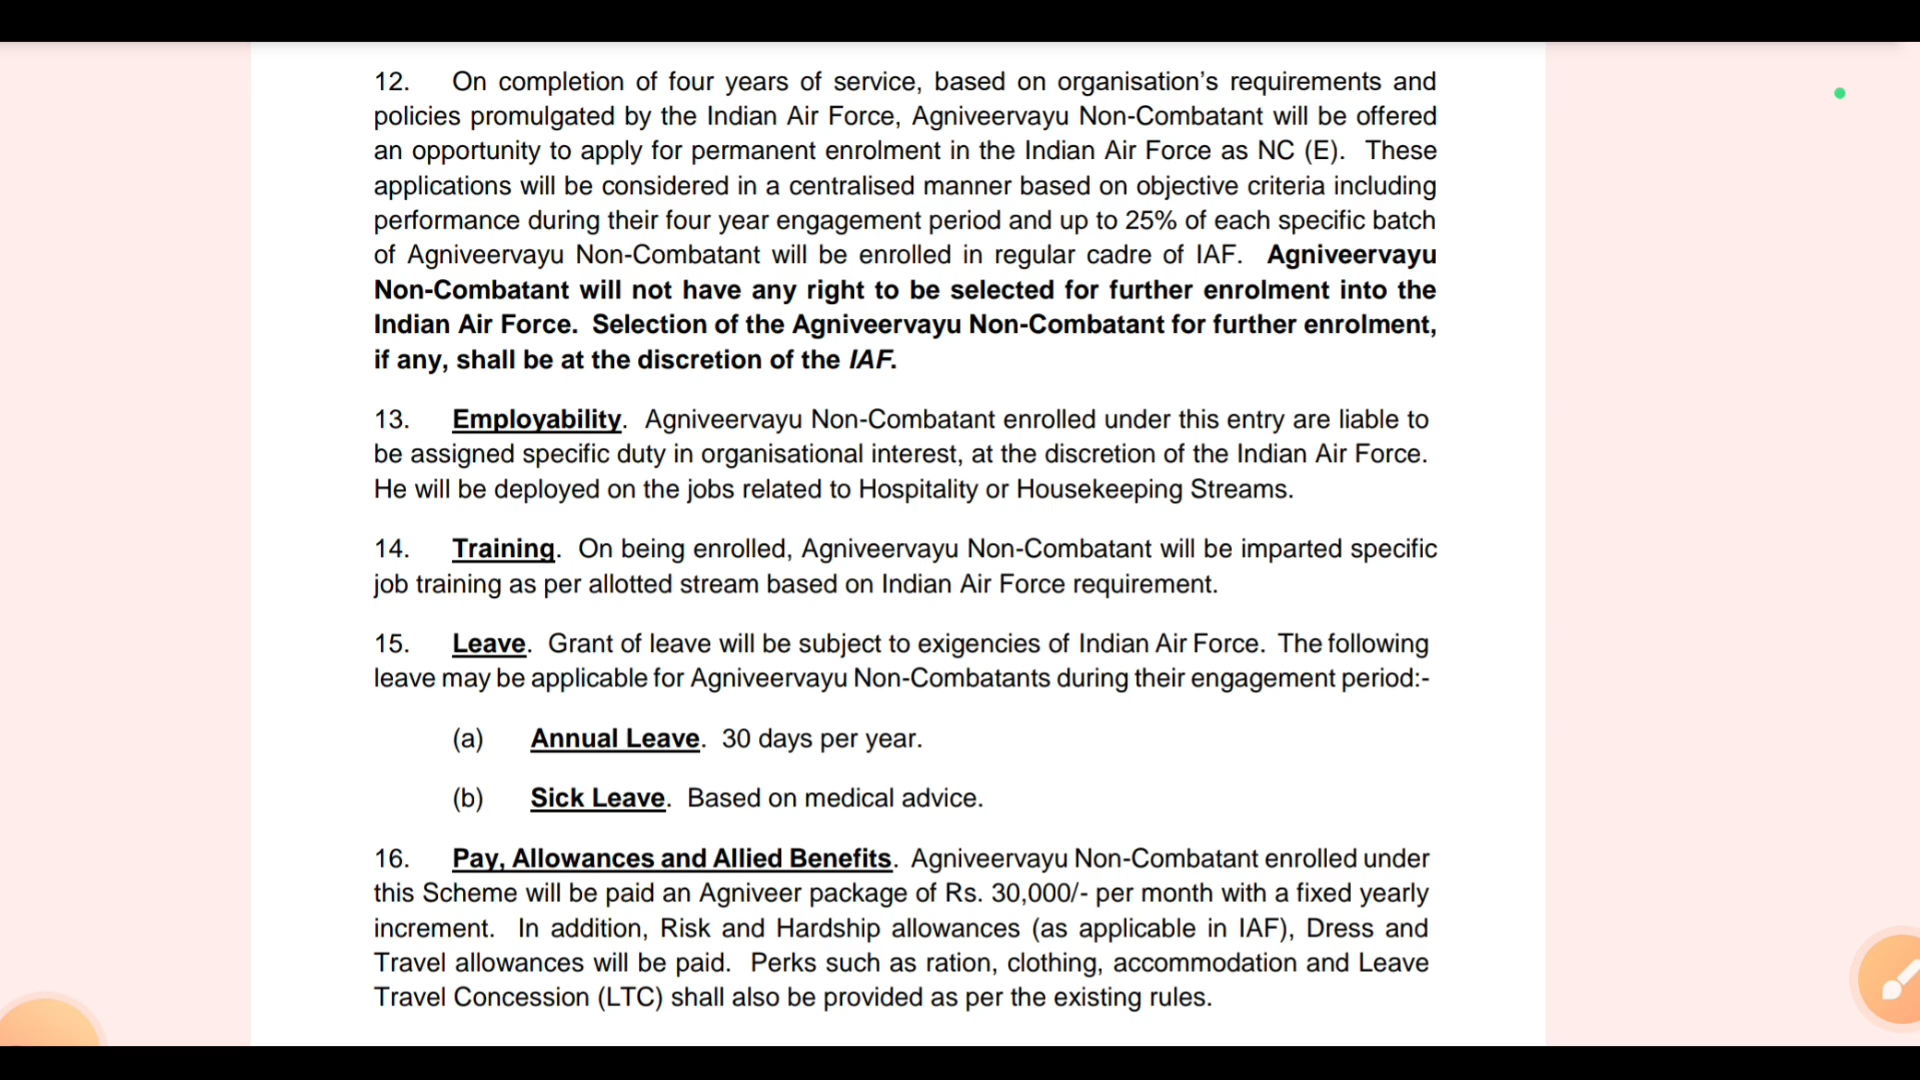 12. On completion of four years of service, based on organisation’s requirements and
policies promulgated by the Indian Air Force, Agniveervayu Non-Combatant will be offered
an opportunity to apply for permanent enrolment in the Indian Air Force as NC (E). These
applications will be considered in a centralised manner based on objective criteria including
performance during their four year engagement period and up to 25% of each specific batch
of Agniveervayu Non-Combatant will be enrolled in regular cadre of IAF. Agniveervayu
Non-Combatant will not have any right to be selected for further enrolment into the
Indian Air Force. Selection of the Agniveervayu Non-Combatant for further enrolment,
if any, shall be at the discretion of the IAF.
13. Employability. Agniveervayu Non-Combatant enrolled under this entry are liable to
be assigned specific duty in organisational interest, at the discretion of the Indian Air Force.
He will be deployed on the jobs related to Hospitality or Housekeeping Streams.
14. Training. On being enrolled, Agniveervayu Non-Combatant will be imparted specific
job training as per allotted stream based on Indian Air Force requirement.
15. Leave. Grant of leave will be subject to exigencies of Indian Air Force. The following
leave may be applicable for Agniveervayu Non-Combatants during their engagement period:-
(a) Annual Leave. 30 days per year.
(b) Sick Leave. Based on medical advice.
16. Pay, Allowances and Allied Benefits. Agniveervayu Non-Combatant enrolled under
this Scheme will be paid an Agniveer package of Rs. 30,000/- per month with a fixed yearly
increment. In addition, Risk and Hardship allowances (as applicable in IAF), Dress and
Travel allowances will be paid. Perks such as ration, clothing, accommodation and Leave
Travel Concession (LTC) shall also be provided as per the existing rules.